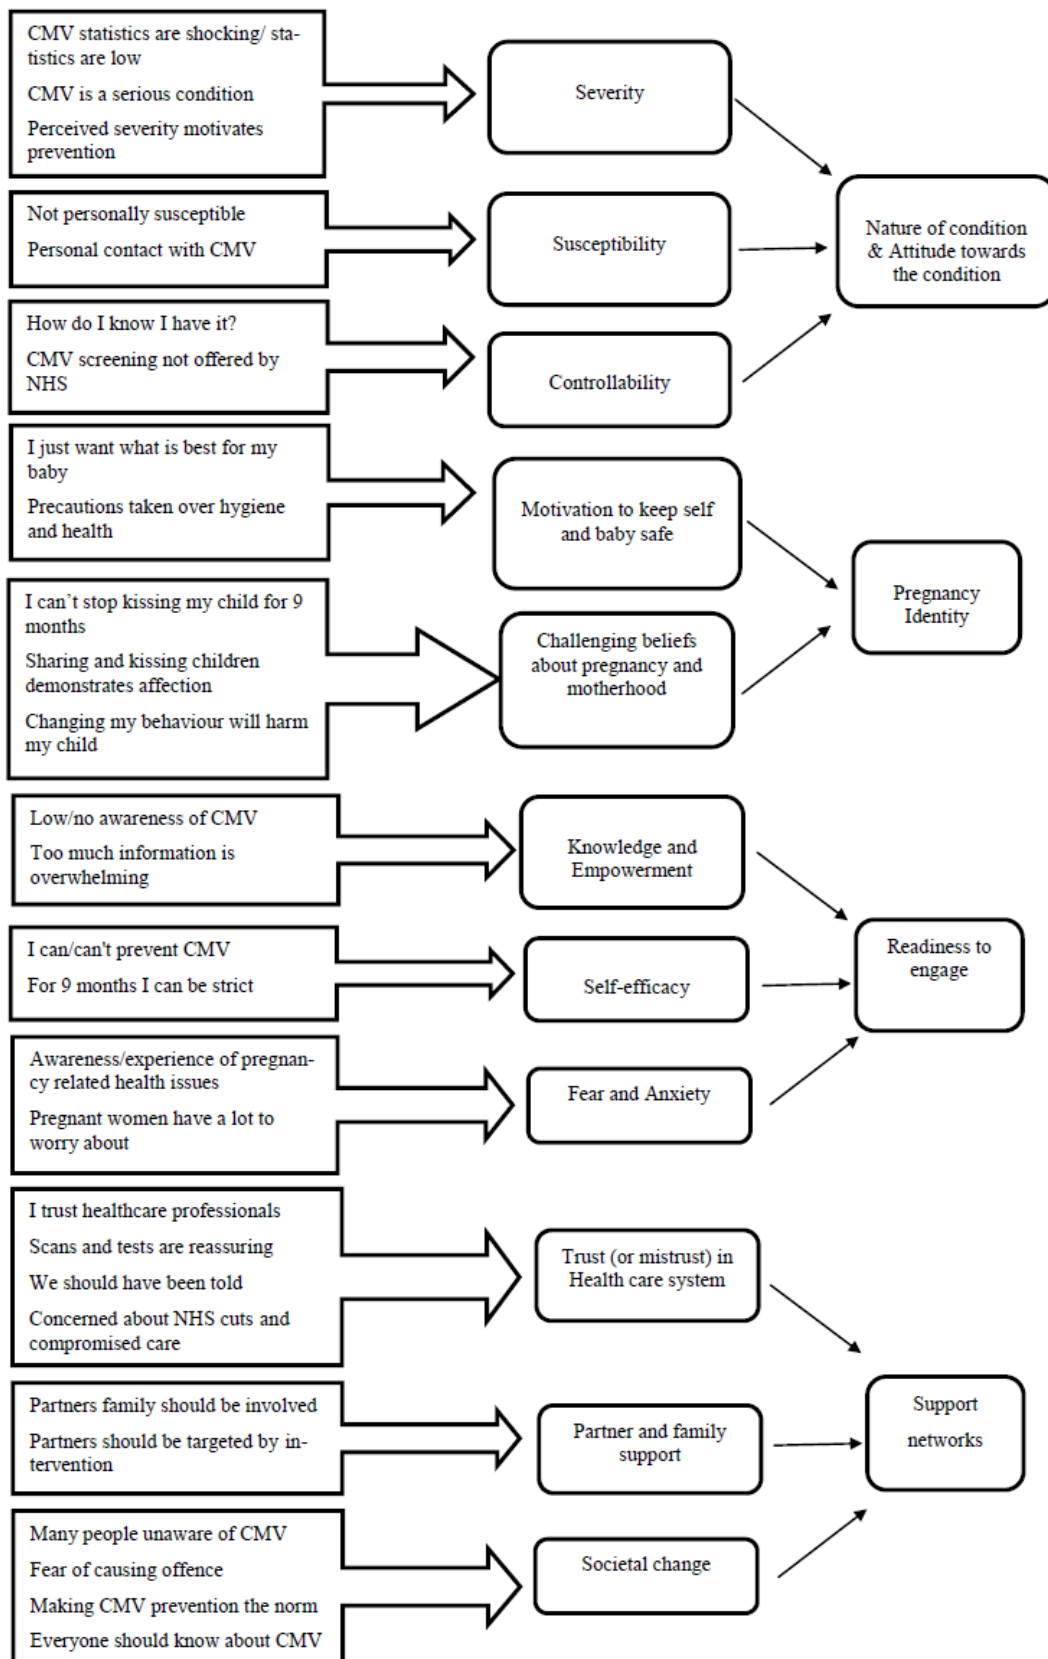 CMV statistics are shocking/ sta-
tistics are low
CMV is a serious condition
Perceived severity motivates
prevention
Severity
Not personally susceptible
Personal contact with CMV
Susceptibility
Nature of condition
& Attitude towards
the condition
How do I know I have it?
CMV screening not offered by
NHS
Controllability
I just want what is best for my
baby
Precautions taken over hygiene
and health
Motivation to keep self
and baby safe
I can’t stop kissing my child for 9
months
Sharing and kissing children
demonstrates affection
Changing my behaviour will harm
my child
Challenging beliefs
about pregnancy and
motherhood
Pregnancy
Identity
Low/no awareness of CMV
Too much information is
overwhelming
Knowledge and
Empowerment
I can/can't prevent CMV
For 9 months I can be strict
Self-efficacy
Readiness to
engage
Awareness/experience of pregnan-
cy related health issues
Pregnant women have a lot to
worry about
Fear and Anxiety
I trust healthcare professionals
Scans and tests are reassuring
We should have been told
Concerned about NHS cuts and
compromised care
Trust (or mistrust) in
Health care system
Partners family should be involved
Partners should be targeted by in-
tervention
Partner and family
support
Support
networks
Many people unaware of CMV
Fear of causing offence
Making CMV prevention the norm
Everyone should know about CMV
Societal change